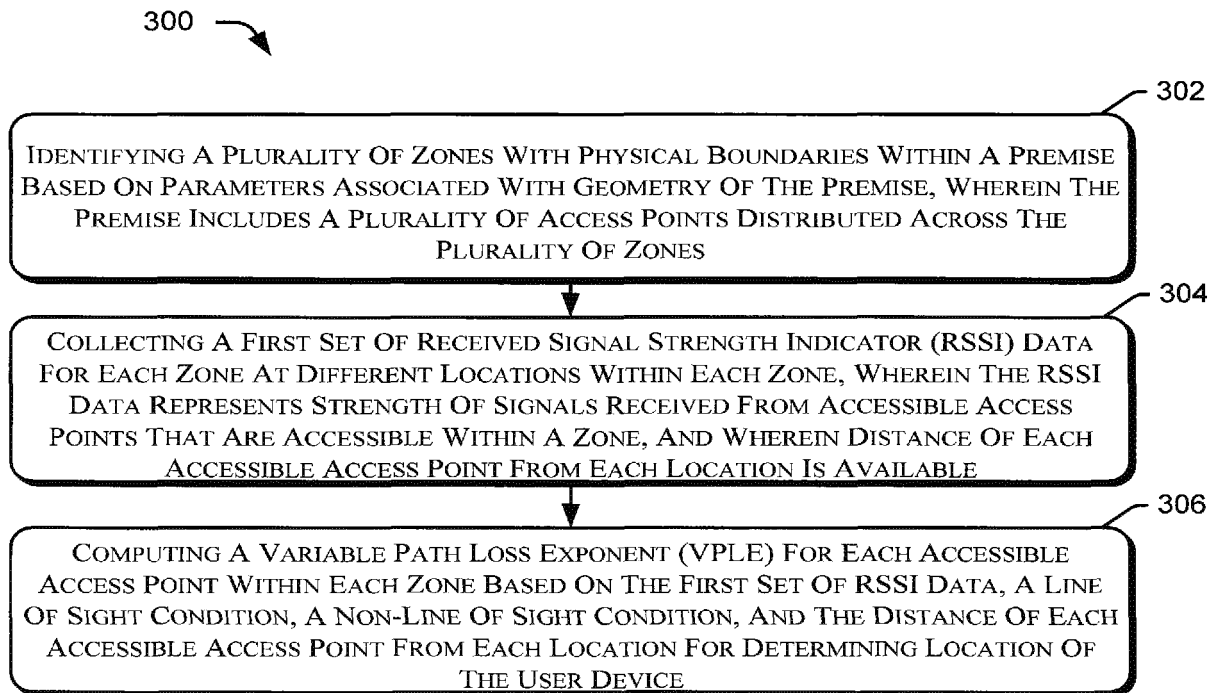 300
302
IDENTIFYING A PLURALITY OF ZONES WITH PHYSICAL BOUNDARIES WITHIN A PREMISE
BASED ON PARAMETERS ASSOCIATED WITH GEOMETRY OF THE PREMISE, WHEREIN THE
PREMISE INCLUDES A PLURALITY OF ACCESS POINTS DISTRIBUTED ACROSS THE
PLURALITY OF ZONES
304
COLLECTING A FIRST SET OF RECEIVED SIGNAL STRENGTH INDICATOR (RSSI) DATA
FOR EACH ZONE AT DIFFERENT LOCATIONS WITHIN EACH ZONE, WHEREIN THE RSSI
DATA REPRESENTS STRENGTH OF SIGNALS RECEIVED FROM ACCESSIBLE ACCESS
POINTS THAT ARE ACCESSIBLE WITHIN A ZONE, AND WHEREIN DISTANCE OF EACH
ACCESSIBLE ACCESS POINT FROM EACH LOCATION IS AVAILABLE
306
COMPUTING A VARIABLE PATH LOSS EXPONENT (VPLE) FOR EACH ACCESSIBLE
ACCESS POINT WITHIN EACH ZONE BASED ON THE FIRST SET OF RSSI DATA, A LINE
OF SIGHT CONDITION, A NON-LINE OF SIGHT CONDITION, AND THE DISTANCE OF EACH
ACCESSIBLE ACCESS POINT FROM EACH LOCATION FOR DETERMINING LOCATION OF
THE USER DEVICE